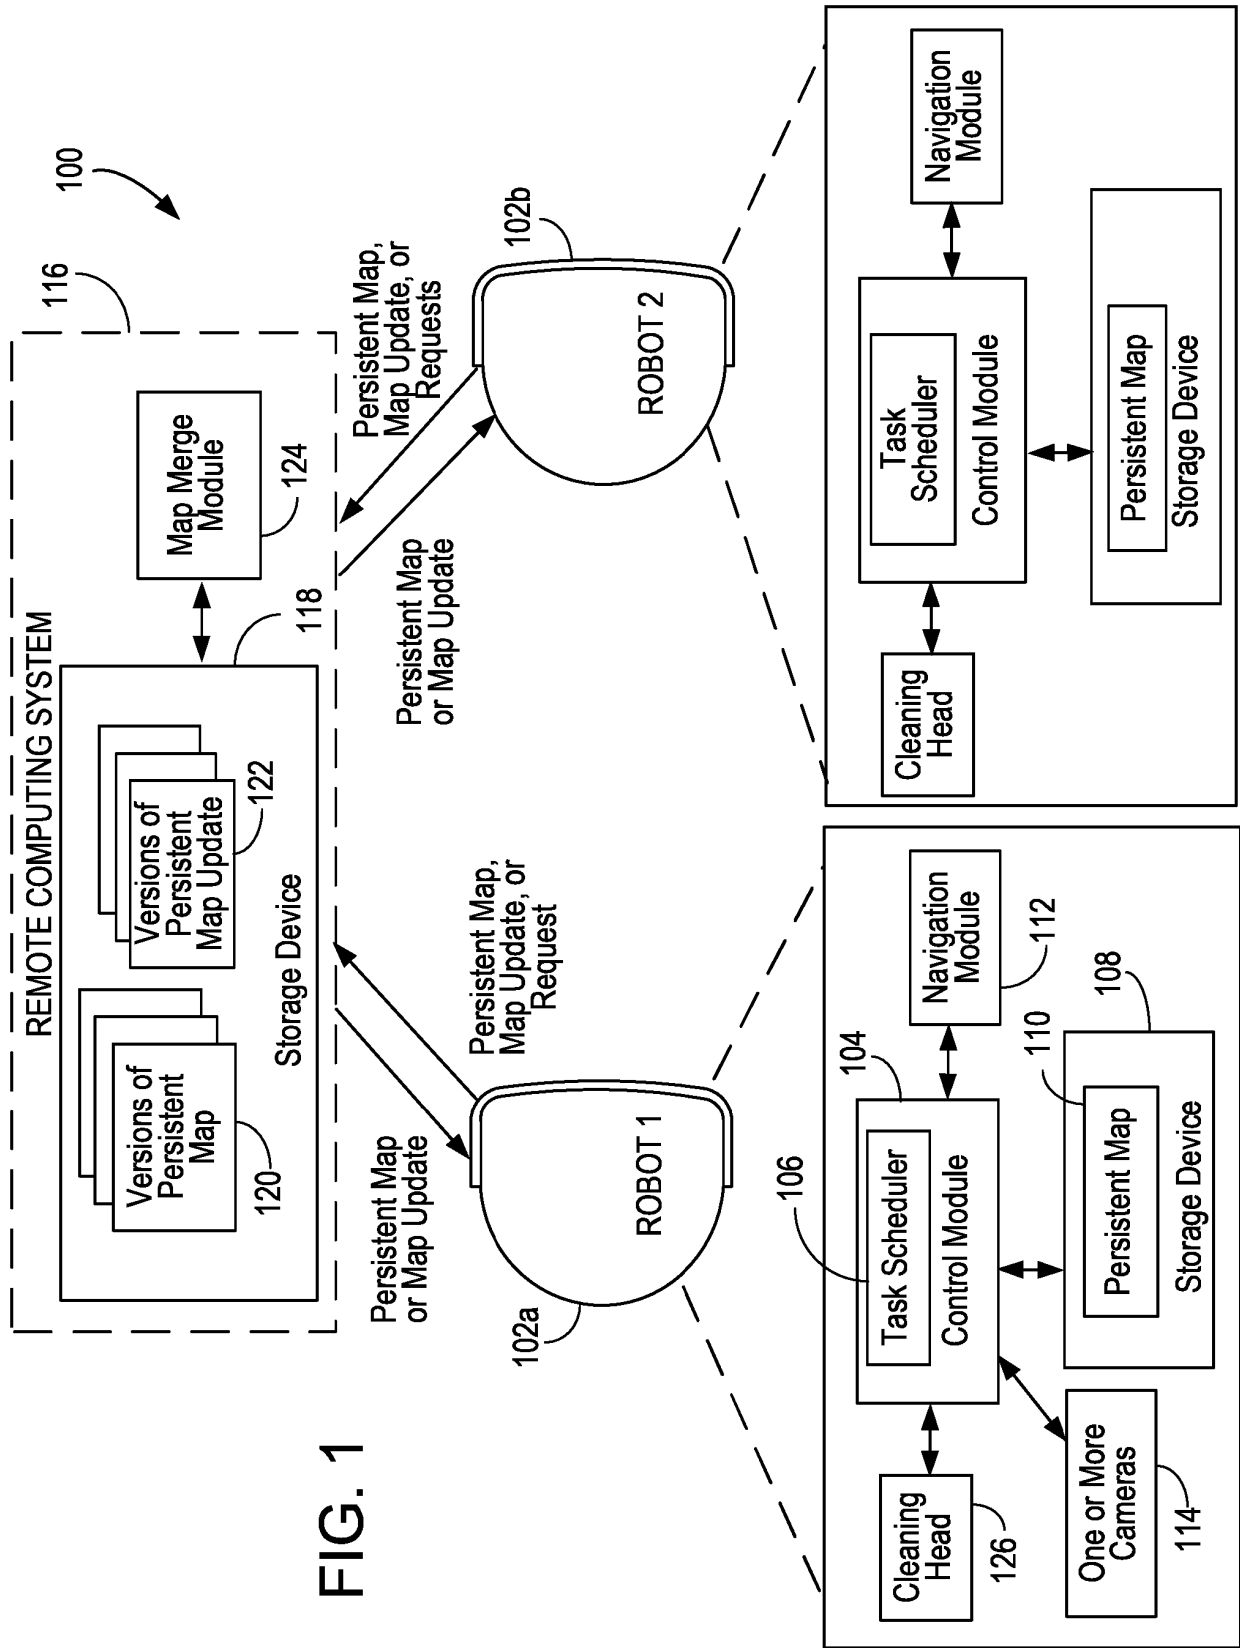 FIG. 1
100
REMOTE COMPUTING SYSTEM
116
Versions of
Persistent
Map
120
Versions of
Persistent
Map Update
122
Storage Device
118
Map Merge
Module
124
Persistent Map
or Map Update
Persistent Map,
Map Update, or
Request
Persistent Map
or Map Update
Persistent Map,
Map Update, or
Requests
102a
ROBOT 1
ROBOT 2
102b
Cleaning
Head
126
106
104
Task Scheduler
Control Module
Navigation
Module
112
One or More
Cameras
114
110
108
Persistent Map
Storage Device
Cleaning
Head
Task
Scheduler
Control Module
Navigation
Module
Persistent Map
Storage Device